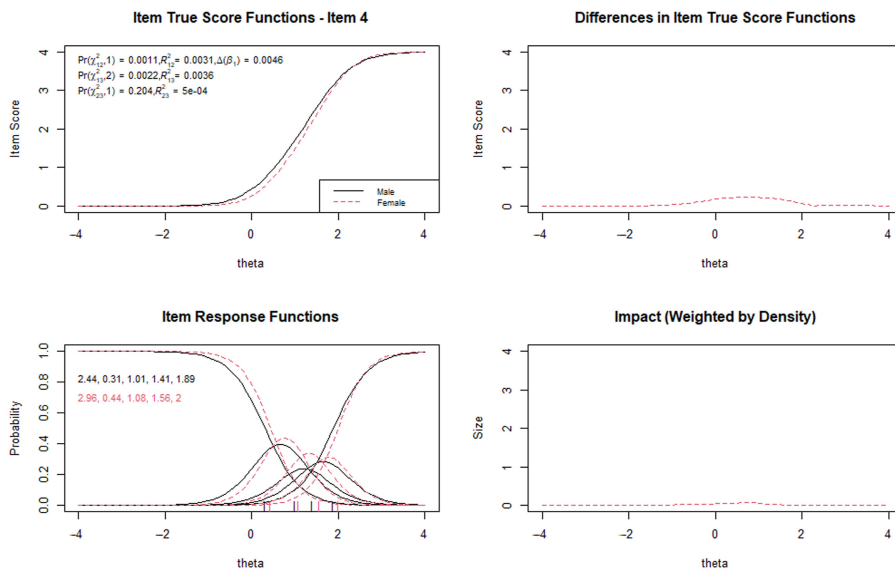 Item True Score Functions - Item 4
Item Score
4
3
2
1
0
Pr(χ²₁₂,1) = 0.0011,R²₁₂= 0.0031,Δ(β₁) = 0.0046
Pr(χ²₁₃,2) = 0.0022,R²₁₃= 0.0036
Pr(χ²₂₃,1) = 0.204,R²₂₃ = 5e-04
Male
Female
−4 −2 0 2 4
theta
Differences in Item True Score Functions
Item Score
4
3
2
1
0
−4 −2 0 2 4
theta
Item Response Functions
Probability
1.0
0.8
0.6
0.4
0.2
0.0
2.44, 0.31, 1.01, 1.41, 1.89
2.96, 0.44, 1.08, 1.56, 2
−4 −2 0 2 4
theta
Impact (Weighted by Density)
Size
4
3
2
1
0
−4 −2 0 2 4
theta